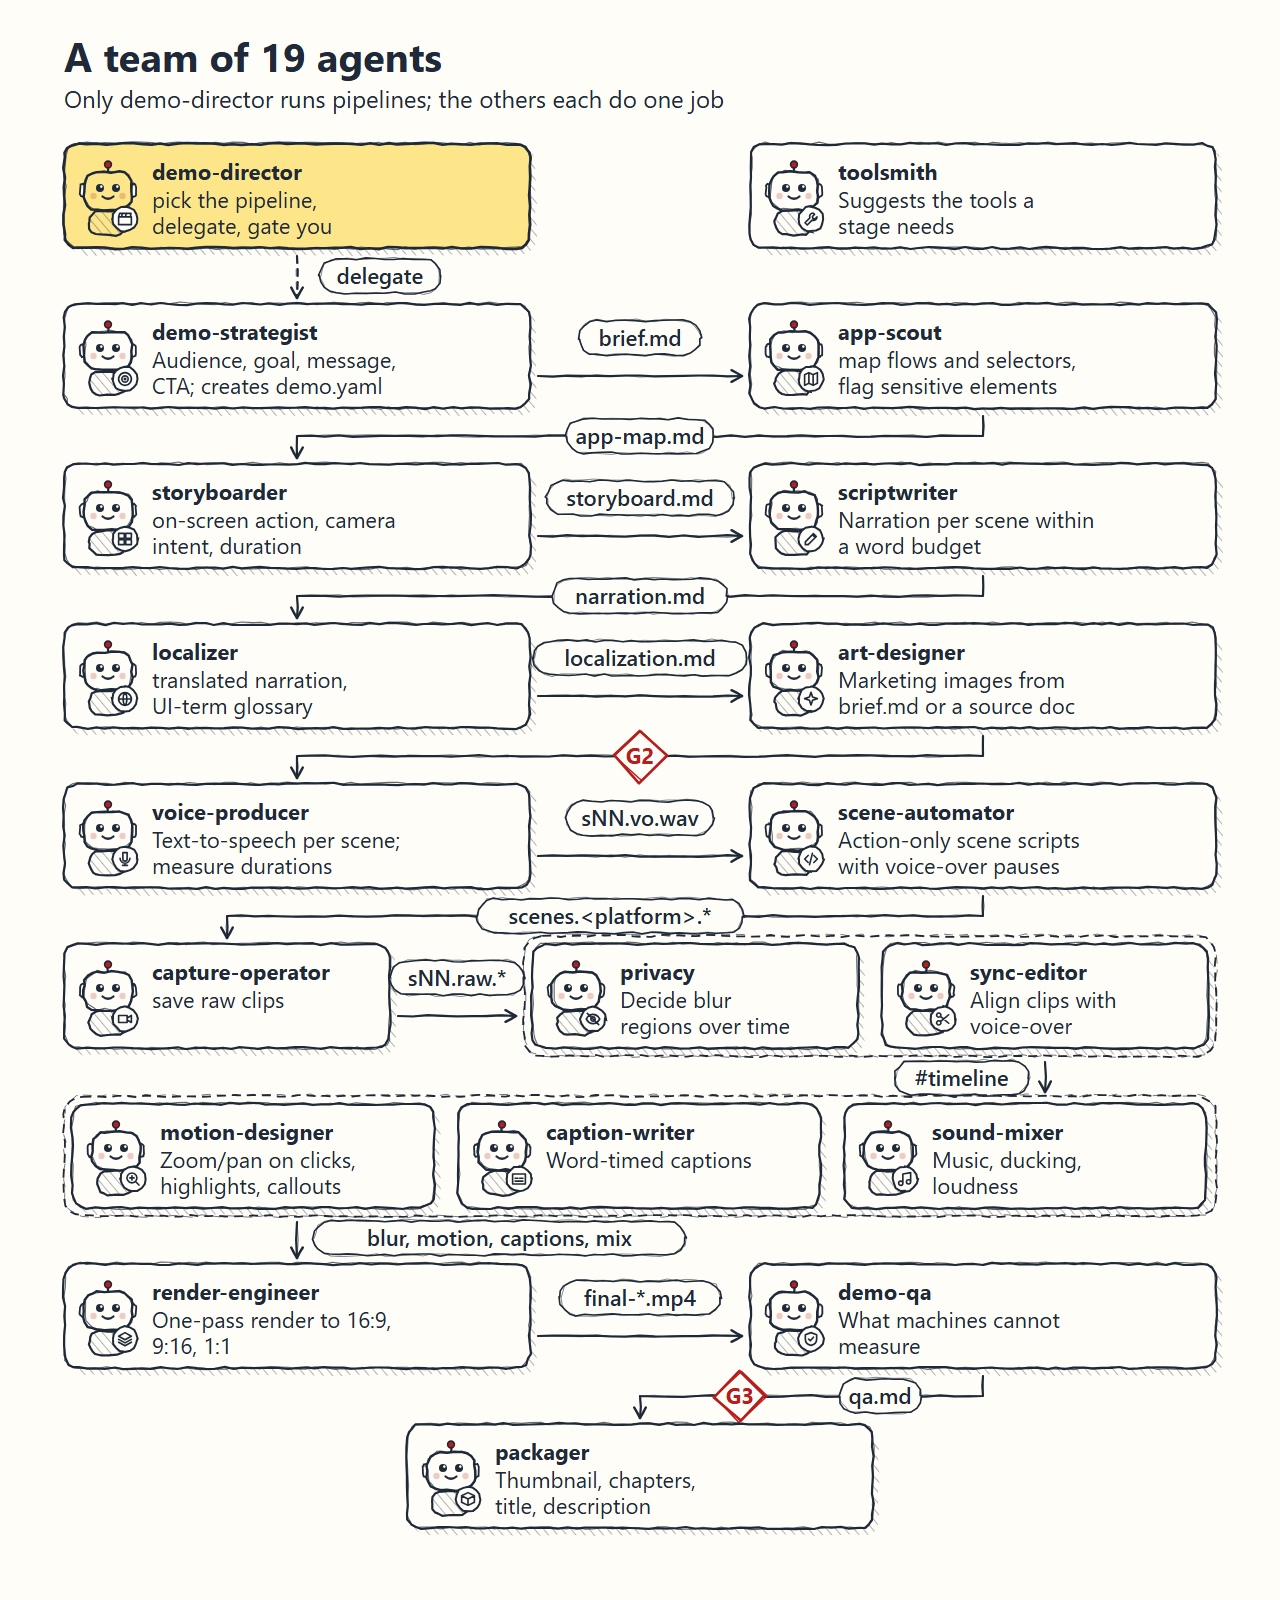 A team of 19 agents
Only demo-director runs pipelines; the others each do one job
demo-director
pick the pipeline,
delegate, gate you
toolsmith
Suggests the tools a
stage needs
delegate
demo-strategist
Audience, goal, message,
CTA; creates demo.yaml
brief.md
app-scout
map flows and selectors,
flag sensitive elements
app-map.md
storyboarder
on-screen action, camera
intent, duration
storyboard.md
scriptwriter
Narration per scene within
a word budget
narration.md
localizer
translated narration,
UI-term glossary
localization.md
art-designer
Marketing images from
brief.md or a source doc
G2
voice-producer
Text-to-speech per scene;
measure durations
sNN.vo.wav
scene-automator
Action-only scene scripts
with voice-over pauses
scenes.<platform>.*
capture-operator
save raw clips
sNN.raw.*
privacy
Decide blur
regions over time
sync-editor
Align clips with
voice-over
#timeline
motion-designer
Zoom/pan on clicks,
highlights, callouts
caption-writer
Word-timed captions
sound-mixer
Music, ducking,
loudness
blur, motion, captions, mix
render-engineer
One-pass render to 16:9,
9:16, 1:1
final-*.mp4
demo-qa
What machines cannot
measure
G3
qa.md
packager
Thumbnail, chapters,
title, description